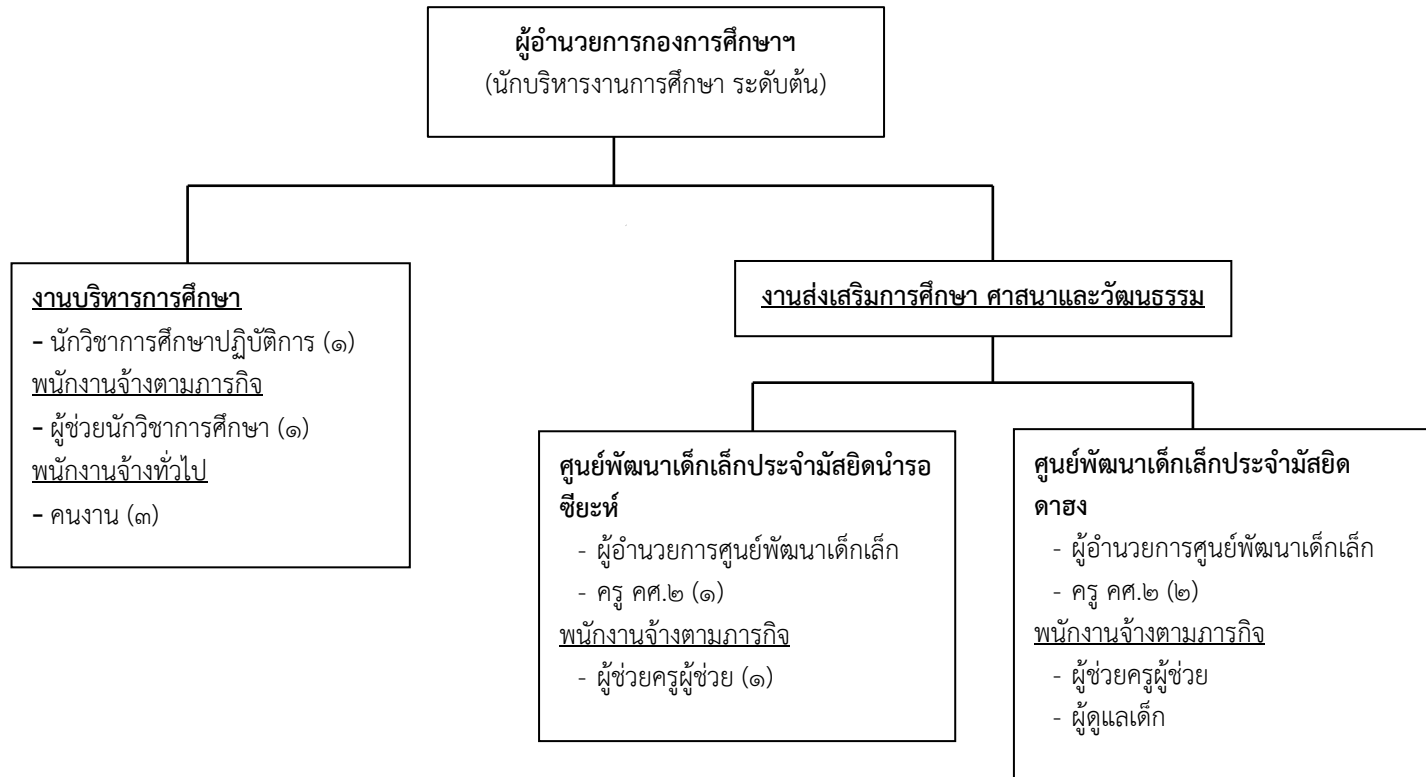 ผู้อำนวยการกองการศึกษาฯ
(นักบริหารงานการศึกษา ระดับต้น)
งานบริหารการศึกษา
- นักวิชาการศึกษาปฏิบัติการ (๑)
พนักงานจ้างตามภารกิจ
- ผู้ช่วยนักวิชาการศึกษา (๑)
พนักงานจ้างทั่วไป
- คนงาน (๓)
งานส่งเสริมการศึกษา ศาสนาและวัฒนธรรม
ศูนย์พัฒนาเด็กเล็กประจำมัสยิดนำรอ
ซียะห์
- ผู้อำนวยการศูนย์พัฒนาเด็กเล็ก
- ครู คศ.๒ (๑)
พนักงานจ้างตามภารกิจ
- ผู้ช่วยครูผู้ช่วย (๑)
ศูนย์พัฒนาเด็กเล็กประจำมัสยิด
ดาฮง
- ผู้อำนวยการศูนย์พัฒนาเด็กเล็ก
- ครู คศ.๒ (๒)
พนักงานจ้างตามภารกิจ
- ผู้ช่วยครูผู้ช่วย
- ผู้ดูแลเด็ก